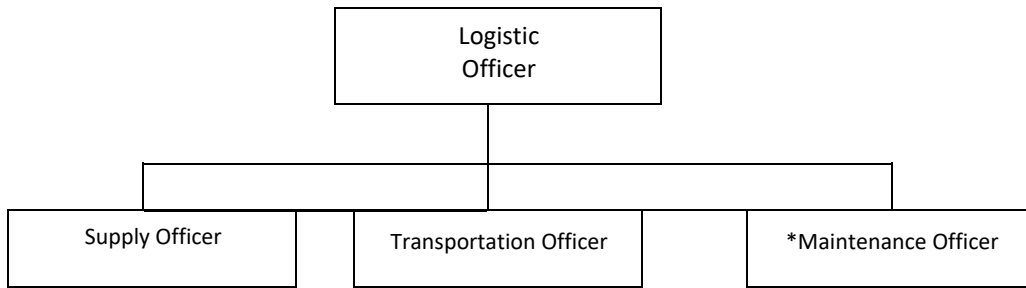 Logistic
Officer
Supply Officer
Transportation Officer
*Maintenance Officer